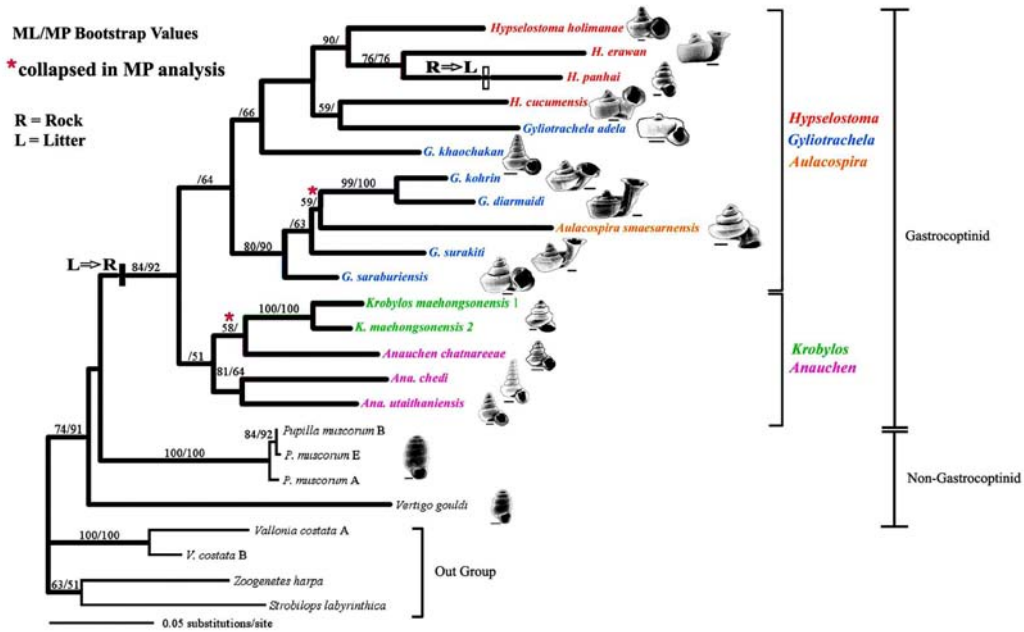 ML/MP Bootstrap Values
*collapsed in MP analysis
R = Rock
L = Litter
Hypselostoma holimanae
90/
H. erawan
76/76
R⇒L
H. panhai
H. cucumensis
59/
Gyliotrachela adela
/66
G. khaochakan
/64
G. kohrin
99/100
*
59/
G. diarmaidi
Aulacospira smaesarnensis
/63
80/90
G. surakiti
G. saraburiensis
L⇒R
84/92
Krobylos maehongsonensis 1
100/100
*
58/
K. maehongsonensis 2
/51
Anauchen chatnareeae
81/64
Ana. chedi
Ana. utaithaniensis
74/91
84/92
Pupilla muscorum B
100/100
P. muscorum E
P. muscorum A
Vertigo gouldi
100/100
Vallonia costata A
V. costata B
63/51
Zoogenetes harpa
Strobilops labyrinthica
0.05 substitutions/site
Hypselostoma
Gyliotrachela
Aulacospira
Krobylos
Anauchen
Gastrocoptinid
Non-Gastrocoptinid
Out Group